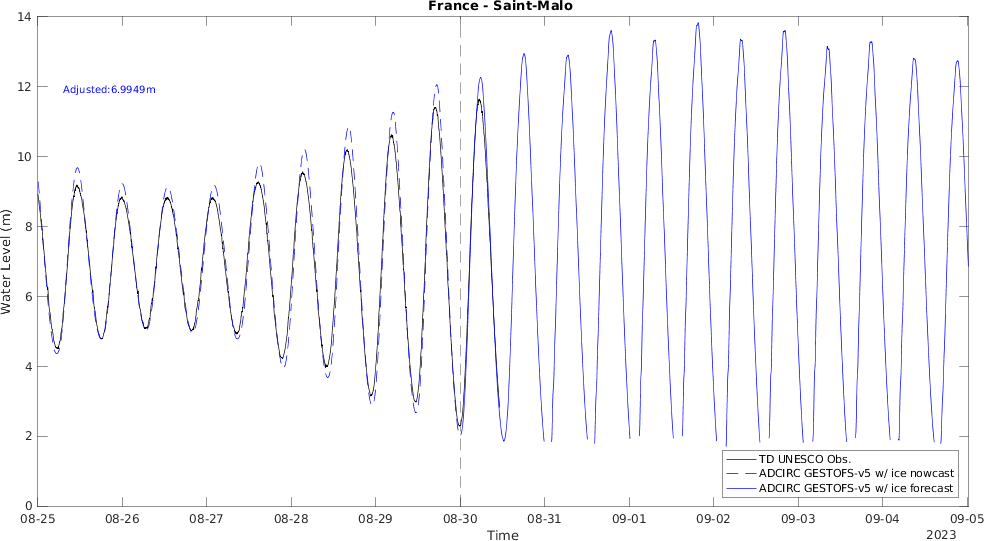 France - Saint-Malo
14
12
10
8
6
4
2
0
Water Level (m)
Adjusted:6.9949m
TD UNESCO Obs.
ADCIRC GESTOFS-v5 w/ ice nowcast
ADCIRC GESTOFS-v5 w/ ice forecast
08-25 08-26 08-27 08-28 08-29 08-30 08-31 09-01 09-02 09-03 09-04 09-05
Time
2023